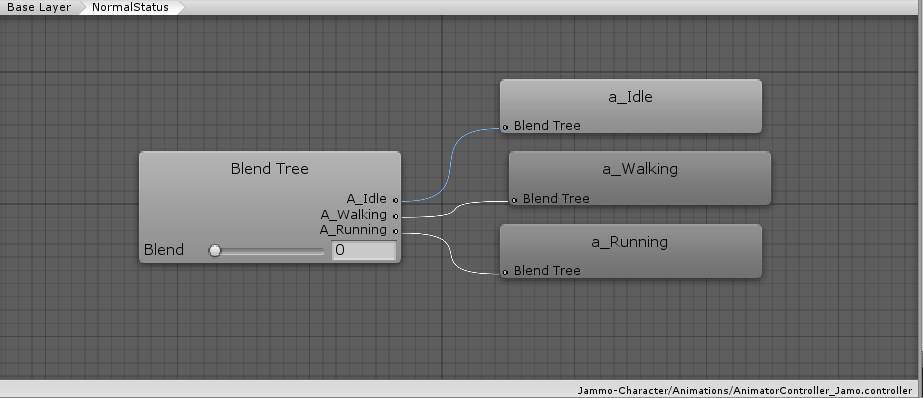 Base Layer NormalStatus
a_Idle
Blend Tree
Blend Tree
A_Idle
A_Walking
A_Running
Blend 0
a_Walking
Blend Tree
a_Running
Blend Tree
Jammo-Character/Animations/AnimatorController_Jamo.controller